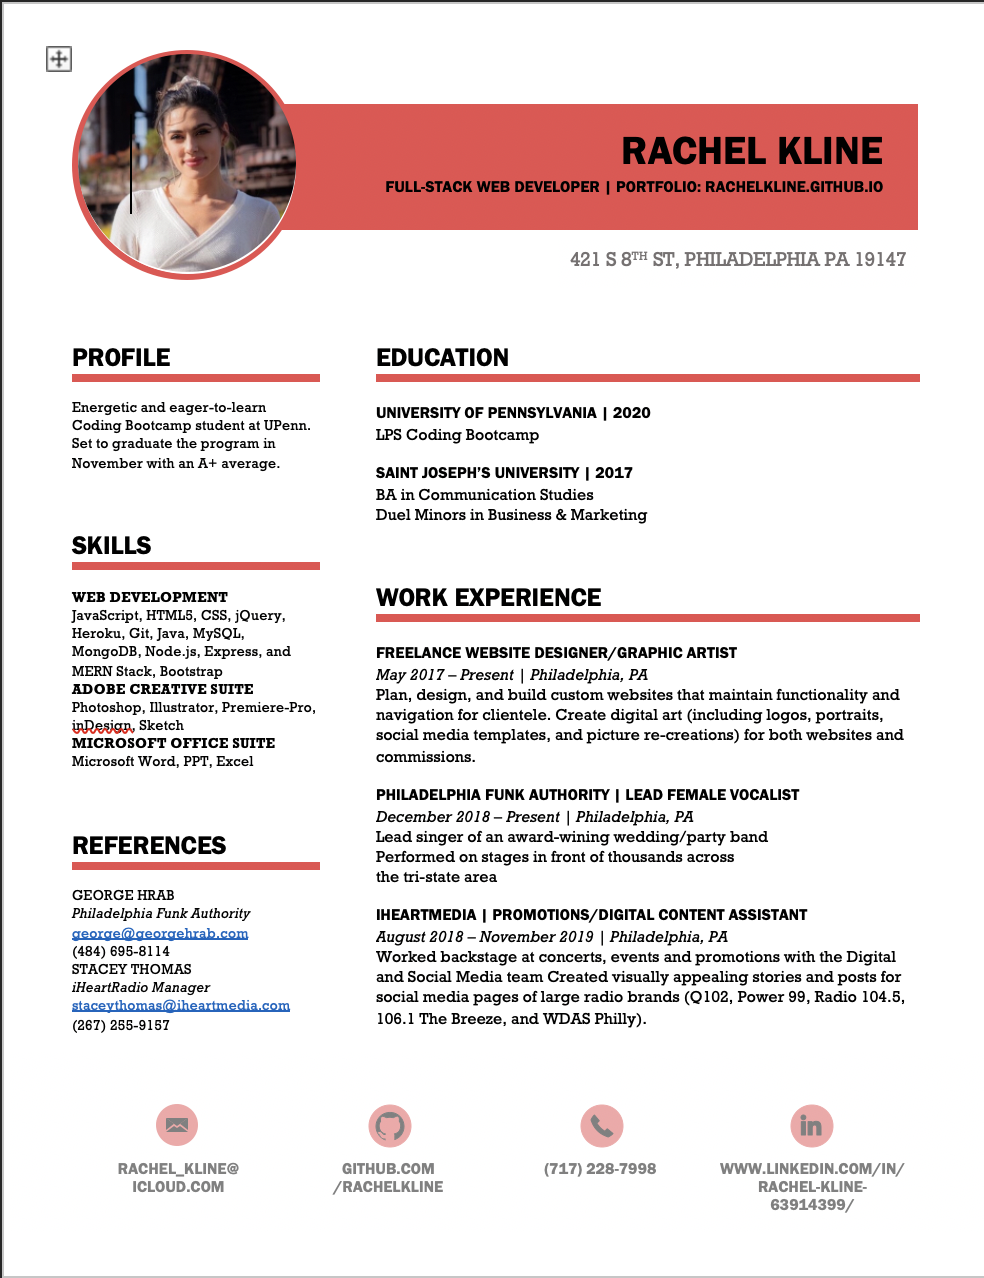 RACHEL KLINE
FULL-STACK WEB DEVELOPER | PORTFOLIO: RACHELKLINE.GITHUB.IO
421 S 8TH ST, PHILADELPHIA PA 19147
PROFILE
Energetic and eager-to-learn
Coding Bootcamp student at UPenn.
Set to graduate the program in
November with an A+ average.
SKILLS
WEB DEVELOPMENT
JavaScript, HTML5, CSS, jQuery,
Heroku, Git, Java, MySQL,
MongoDB, Node.js, Express, and
MERN Stack, Bootstrap
ADOBE CREATIVE SUITE
Photoshop, Illustrator, Premiere-Pro,
inDesign, Sketch
MICROSOFT OFFICE SUITE
Microsoft Word, PPT, Excel
REFERENCES
GEORGE HRAB
Philadelphia Funk Authority
george@georgehrab.com
(484) 695-8114
STACEY THOMAS
iHeartRadio Manager
staceythomas@iheartmedia.com
(267) 255-9157
EDUCATION
UNIVERSITY OF PENNSYLVANIA | 2020
LPS Coding Bootcamp
SAINT JOSEPH'S UNIVERSITY | 2017
BA in Communication Studies
Duel Minors in Business & Marketing
WORK EXPERIENCE
FREELANCE WEBSITE DESIGNER/GRAPHIC ARTIST
May 2017 – Present | Philadelphia, PA
Plan, design, and build custom websites that maintain functionality and
navigation for clientele. Create digital art (including logos, portraits,
social media templates, and picture re-creations) for both websites and
commissions.
PHILADELPHIA FUNK AUTHORITY | LEAD FEMALE VOCALIST
December 2018 – Present | Philadelphia, PA
Lead singer of an award-wining wedding/party band
Performed on stages in front of thousands across
the tri-state area
IHEARTMEDIA | PROMOTIONS/DIGITAL CONTENT ASSISTANT
August 2018 – November 2019 | Philadelphia, PA
Worked backstage at concerts, events and promotions with the Digital
and Social Media team Created visually appealing stories and posts for
social media pages of large radio brands (Q102, Power 99, Radio 104.5,
106.1 The Breeze, and WDAS Philly).
RACHEL_KLINE@
ICLOUD.COM
GITHUB.COM
/RACHELKLINE
(717) 228-7998
in
WWW.LINKEDIN.COM/IN/
RACHEL-KLINE-
63914399/